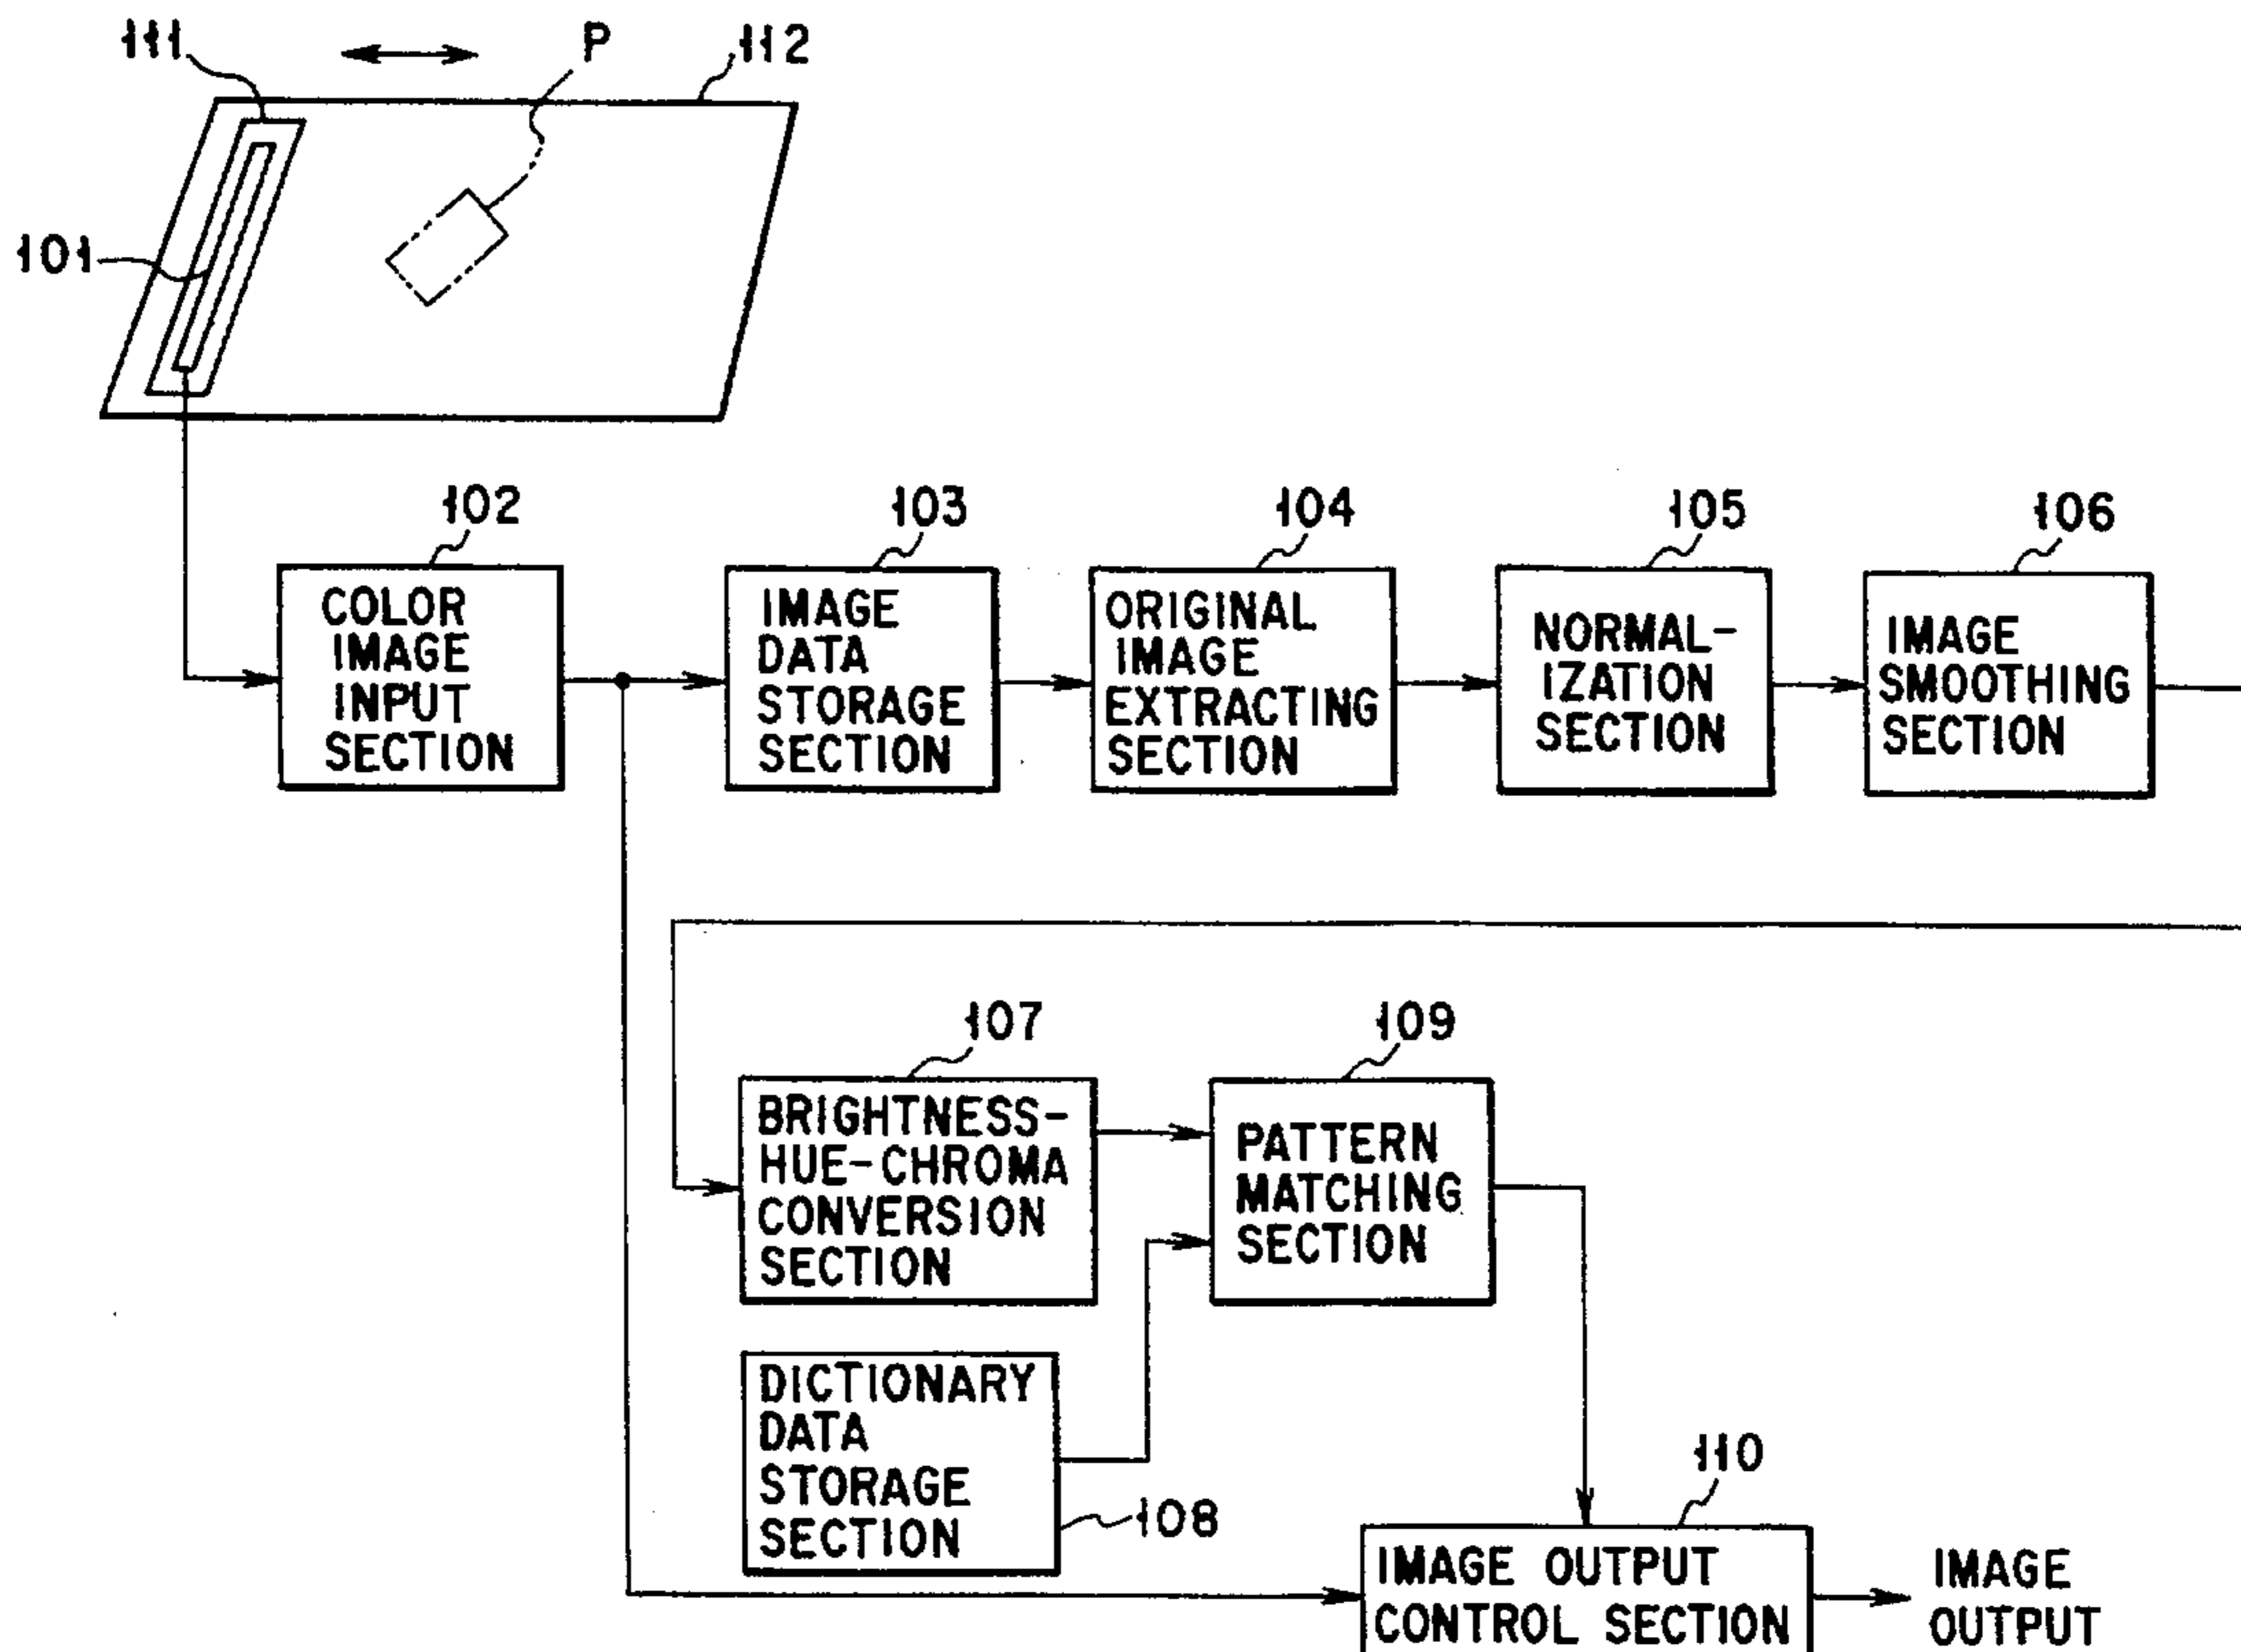 111
P
112
101
102
103
104
105
106
COLOR
IMAGE
INPUT
SECTION
IMAGE
DATA
STORAGE
SECTION
ORIGINAL
IMAGE
EXTRACTING
SECTION
NORMAL-
IZATION
SECTION
IMAGE
SMOOTHING
SECTION
107
109
BRIGHTNESS-
HUE-CHROMA
CONVERSION
SECTION
PATTERN
MATCHING
SECTION
DICTIONARY
DATA
STORAGE
SECTION
108
110
IMAGE OUTPUT
CONTROL SECTION
IMAGE
OUTPUT